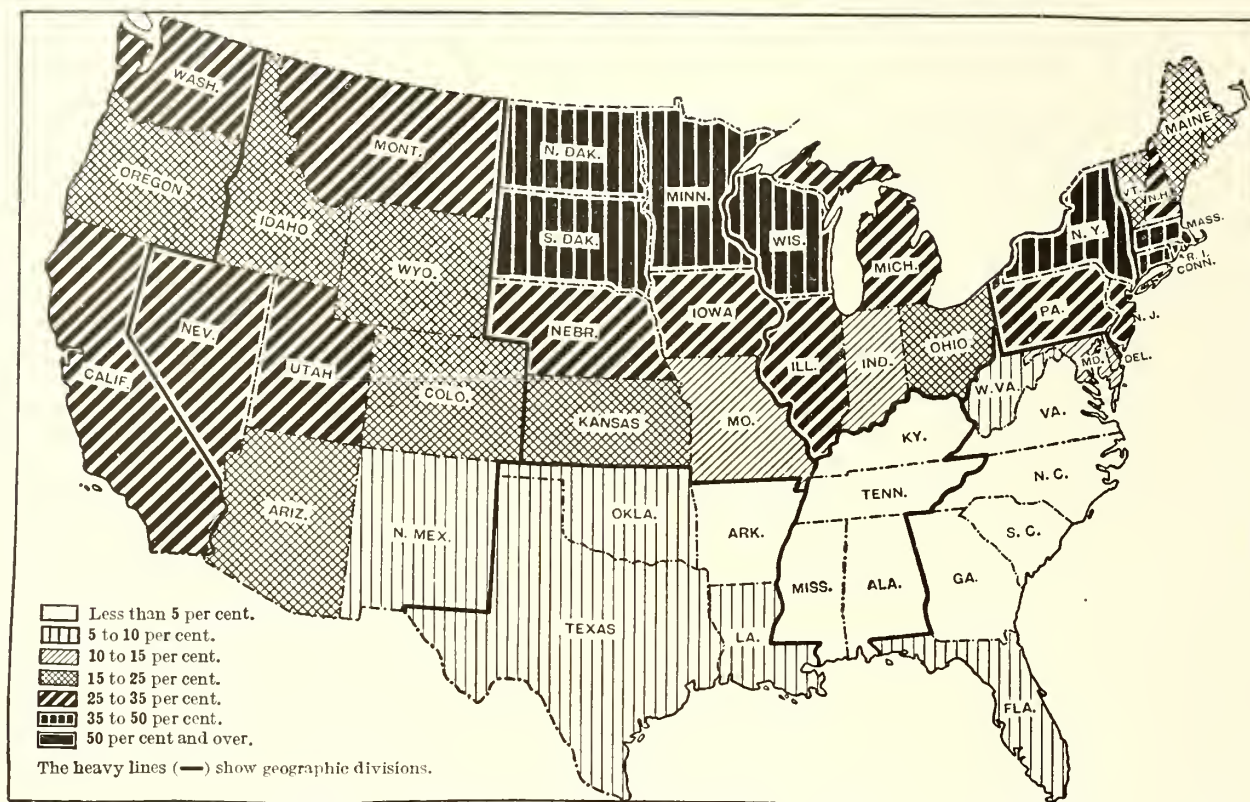 WASH.
MONT.
N. DAK.
MINN.
MAINE
OREGON
IDAHO
S. DAK.
WIS.
VT.
N.H.
N. Y.
MASS.
R. I.
CONN.
WYO.
MICH.
NEBR.
IOWA
PA.
N. J.
NEV.
UTAH
COLO.
ILL.
IND.
OHIO
MD.
DEL.
CALIF.
KANSAS
MO.
W. VA.
VA.
KY.
N. C.
ARIZ.
N. MEX.
OKLA.
ARK.
TENN.
S. C.
MISS.
ALA.
GA.
TEXAS
LA.
FLA.
Less than 5 per cent.
5 to 10 per cent.
10 to 15 per cent.
15 to 25 per cent.
25 to 35 per cent.
35 to 50 per cent.
50 per cent and over.
The heavy lines (—) show geographic divisions.